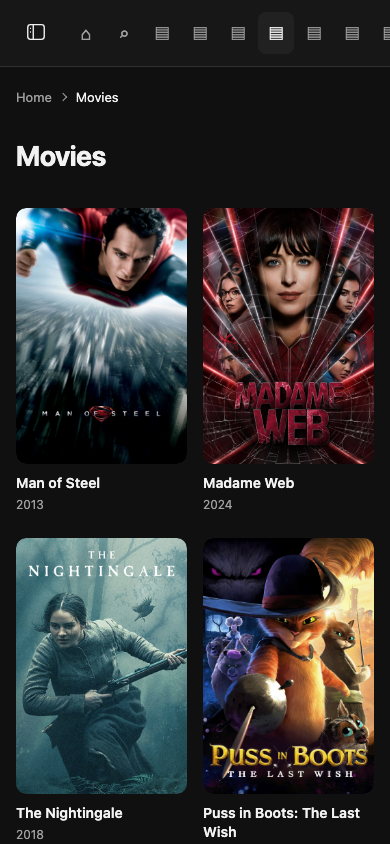 Home > Movies
Movies
MAN OF STEEL
MADAME
WEB
Man of Steel
Madame Web
2013
2024
THE
NIGHTINGALE
PUSS IN BOOTS
THE LAST WISH
The Nightingale
Puss in Boots: The Last
Wish
2018